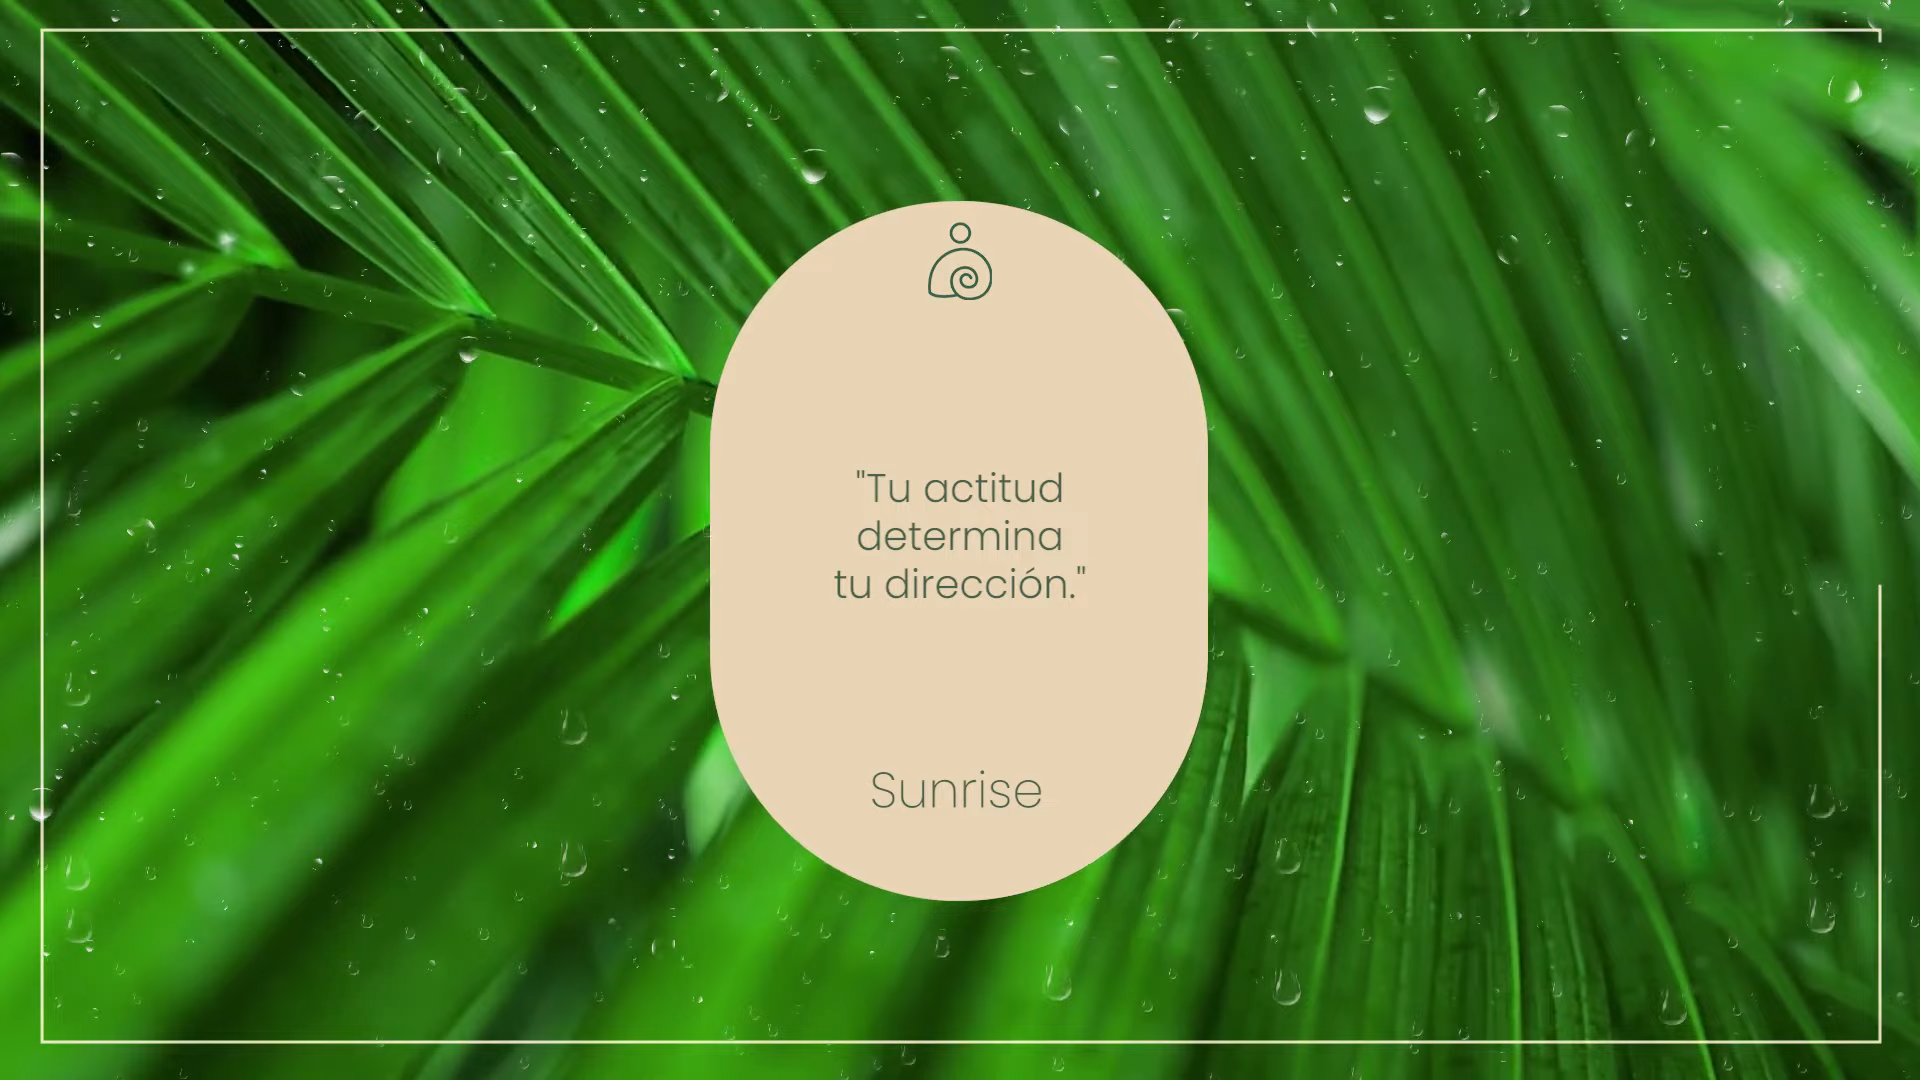 "Tu actitud
determina
tu dirección."
Sunrise